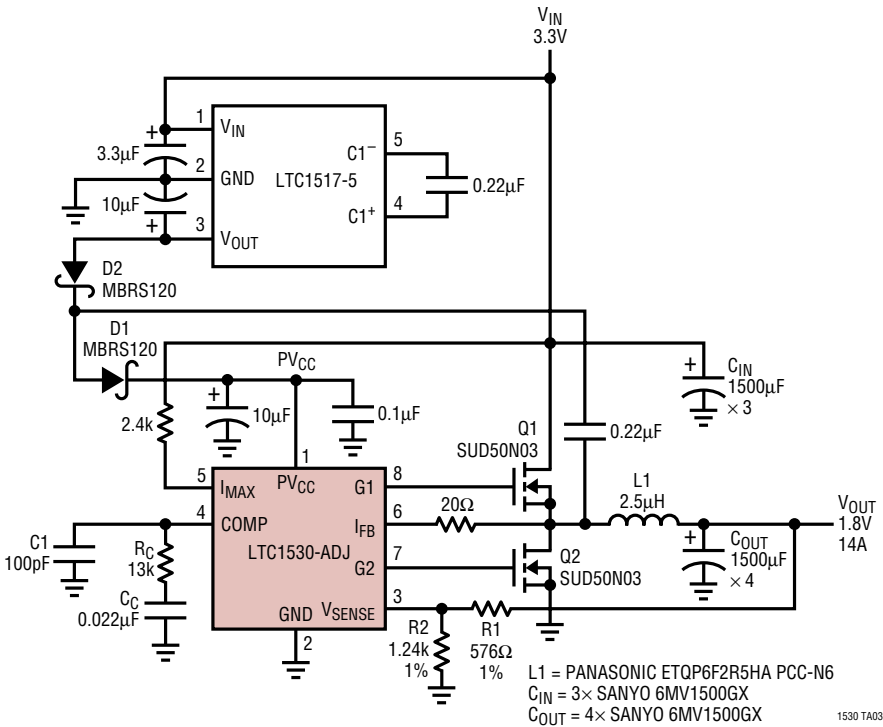 V_IN
3.3V
1
V_IN
3.3µF
2
GND
LTC1517-5
C1⁻
5
0.22µF
C1⁺
4
10µF
3
V_OUT
D2
MBRS120
D1
MBRS120
PV_CC
C_IN
1500µF
× 3
2.4k
10µF
0.1µF
Q1
SUD50N03
0.22µF
1
5
I_MAX
PV_CC
G1
8
L1
2.5µH
4
COMP
I_FB
6
20Ω
V_OUT
1.8V
14A
C1
100pF
R_C
13k
LTC1530-ADJ
G2
7
Q2
SUD50N03
C_OUT
1500µF
× 4
C_C
0.022µF
GND
V_SENSE
3
2
R2
1.24k
1%
R1
576Ω
1%
L1 = PANASONIC ETQP6F2R5HA PCC-N6
C_IN = 3× SANYO 6MV1500GX
C_OUT = 4× SANYO 6MV1500GX
1530 TA03